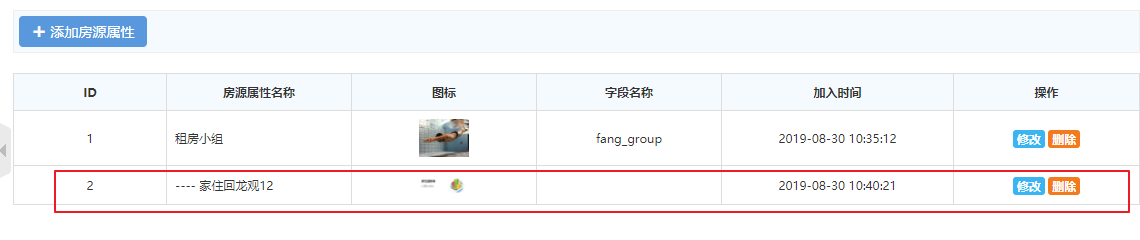 添加房源属性
ID 房源属性名称 图标 字段名称 加入时间 操作
1 租房小组 fang_group 2019-08-30 10:35:12 修改 删除
2 ---- 家住回龙观12 2019-08-30 10:40:21 修改 删除